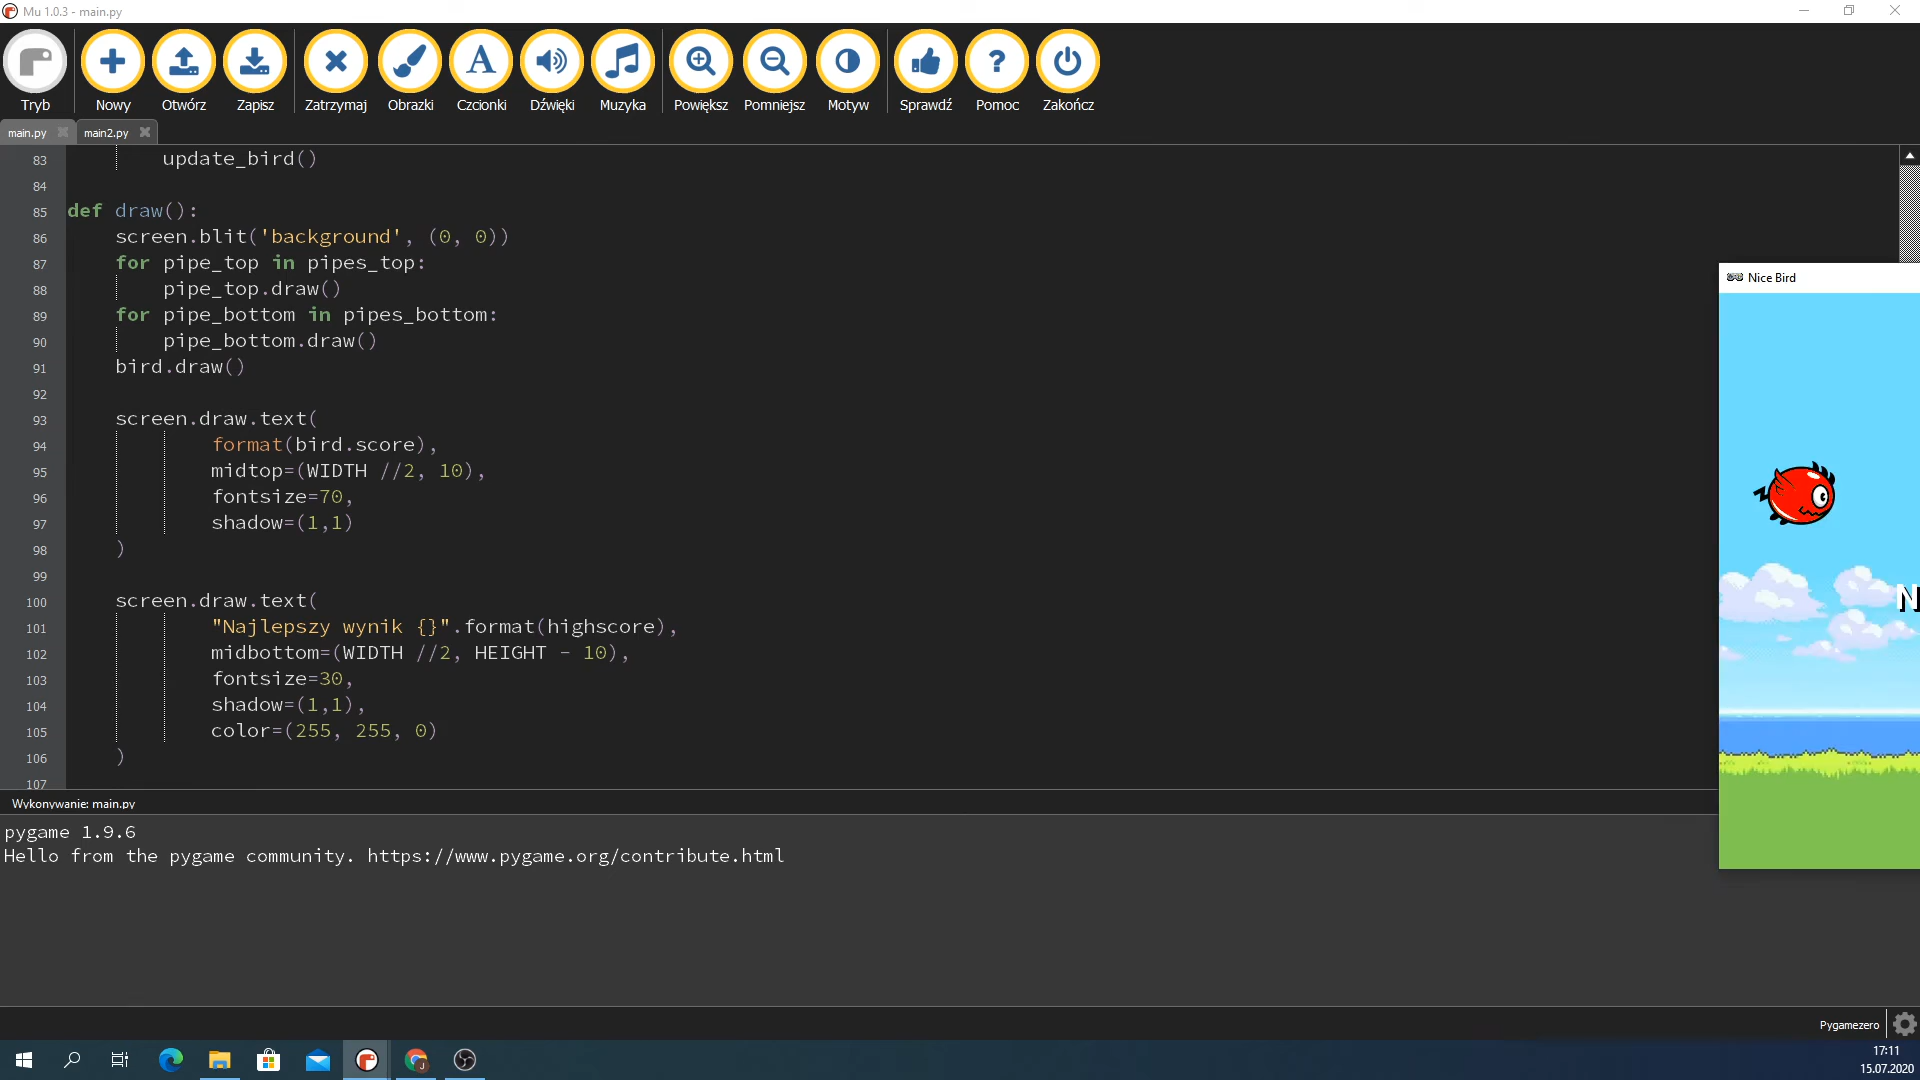 Mu 1.0.3 - main.py
Tryb Nowy Otwórz Zapisz Zatrzymaj Obrazki Czcionki Dźwięki Muzyka Powiększ Pomniejsz Motyw Sprawdź Pomoc Zakończ
main.py main2.py
83 update_bird()
84
85 def draw():
86 screen.blit('background', (0, 0))
87 for pipe_top in pipes_top:
88 pipe_top.draw()
89 for pipe_bottom in pipes_bottom:
90 pipe_bottom.draw()
91 bird.draw()
92
93 screen.draw.text(
94 format(bird.score),
95 midtop=(WIDTH //2, 10),
96 fontsize=70,
97 shadow=(1,1)
98 )
99
100 screen.draw.text(
101 "Najlepszy wynik {}".format(highscore),
102 midbottom=(WIDTH //2, HEIGHT - 10),
103 fontsize=30,
104 shadow=(1,1),
105 color=(255, 255, 0)
106 )
107
Nice Bird
N
Wykonywanie: main.py
pygame 1.9.6
Hello from the pygame community. https://www.pygame.org/contribute.html
Pygamezero
17:11
15.07.2020